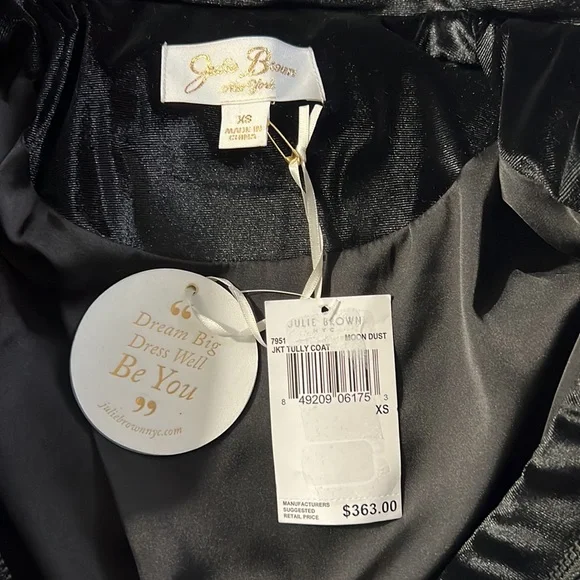 Julie Brown
New York
XS
MADE IN
CHINA
“
Dream Big
Dress Well
Be You
”
juliebrownnyc.com
JULIE BROWN
NYC
7951 MOON DUST
JKT TULLY COAT
8 49209 06175 3
XS
MANUFACTURERS
SUGGESTED
RETAIL PRICE
$363.00